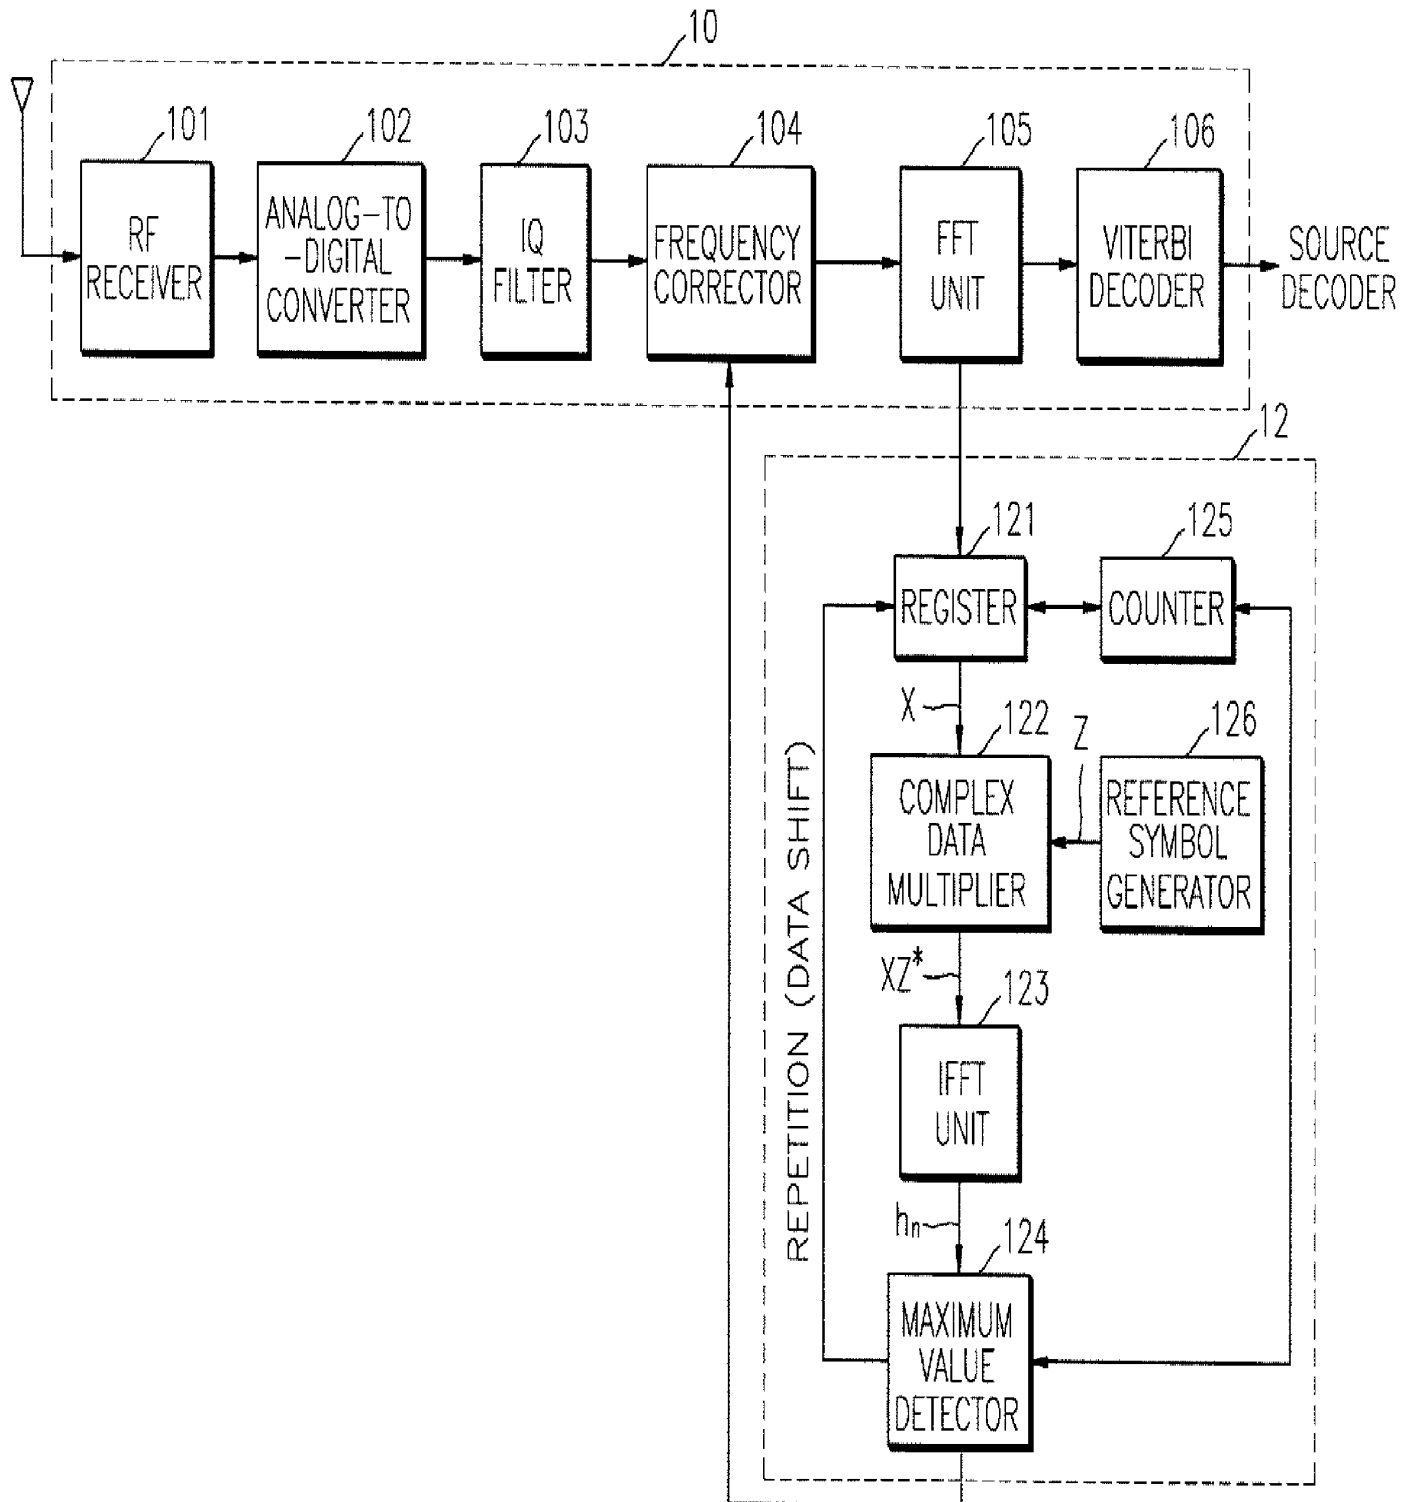 10
101
102
103
104
105
106
RF
RECEIVER
ANALOG-TO
-DIGITAL
CONVERTER
IQ
FILTER
FREQUENCY
CORRECTOR
FFT
UNIT
VITERBI
DECODER
SOURCE
DECODER
12
121
125
REGISTER
COUNTER
X
122
Z
126
COMPLEX
DATA
MULTIPLIER
REFERENCE
SYMBOL
GENERATOR
REPETITION (DATA SHIFT)
XZ*
123
IFFT
UNIT
hn
124
MAXIMUM
VALUE
DETECTOR